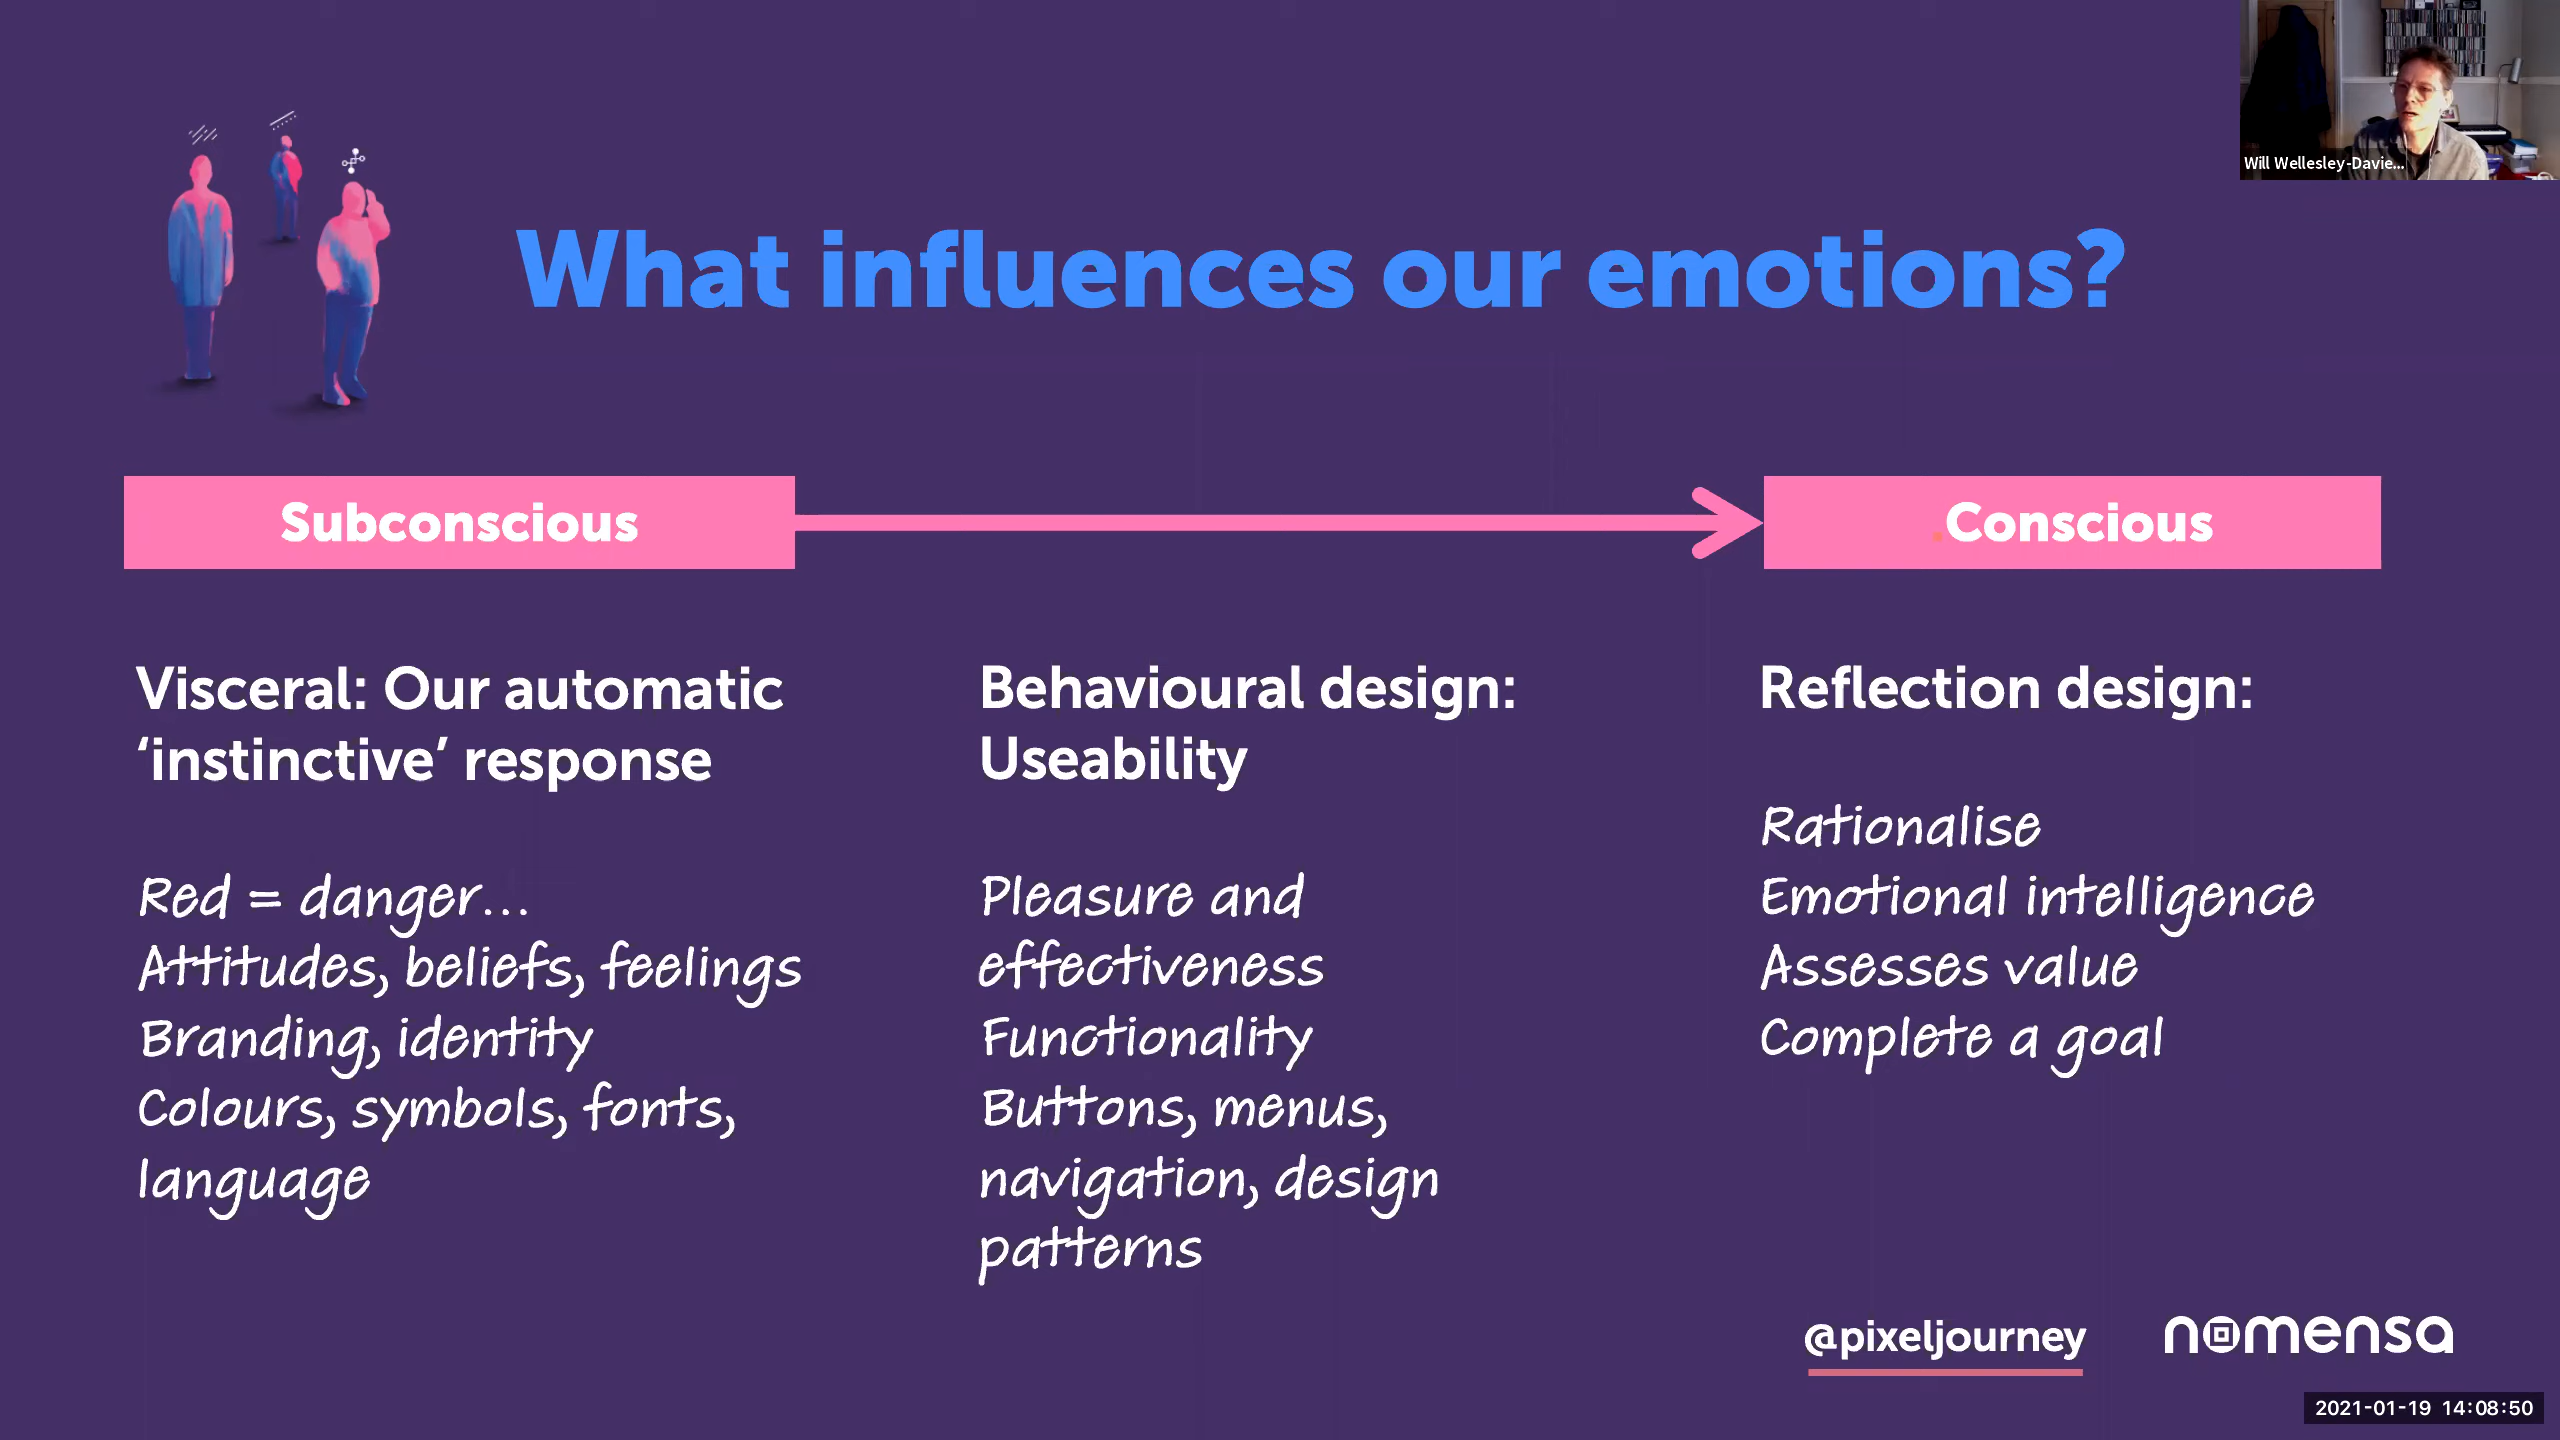 Will Wellesley-Davie...
What influences our emotions?
Subconscious
.Conscious
Visceral: Our automatic
‘instinctive’ response
Red = danger...
Attitudes, beliefs, feelings
Branding, identity
Colours, symbols, fonts,
language
Behavioural design:
Useability
Pleasure and
effectiveness
Functionality
Buttons, menus,
navigation, design
patterns
Reflection design:
Rationalise
Emotional intelligence
Assesses value
Complete a goal
@pixeljourney
nomensa
2021-01-19 14:08:50